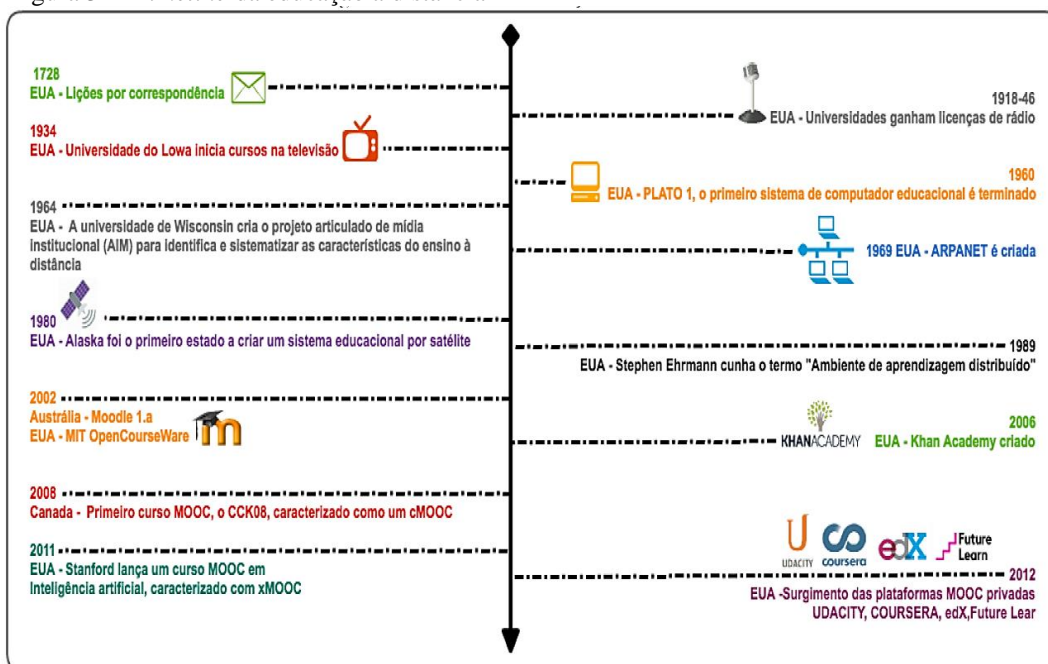 da educação a distância
1728
EUA - Lições por correspondência
1918-46
EUA - Universidades ganham licenças de rádio
1934
EUA - Universidade do Lowa inicia cursos na televisão
1960
EUA - PLATO 1, o primeiro sistema de computador educacional é terminado
1964
EUA - A universidade de Wisconsin cria o projeto articulado de mídia
institucional (AIM) para identifica e sistematizar as características do ensino à
distância
1969 EUA - ARPANET é criada
1980
EUA - Alaska foi o primeiro estado a criar um sistema educacional por satélite
1989
EUA - Stephen Ehrmann cunha o termo "Ambiente de aprendizagem distribuído"
2002
Austrália - Moodle 1.a
EUA - MIT OpenCourseWare
m
2006
KHANACADEMY
EUA - Khan Academy criado
2008
Canada - Primeiro curso MOOC, o CCK08, caracterizado como um cMOOC
2011
EUA - Stanford lança um curso MOOC em
Inteligência artificial, caracterizado com xMOOC
U
UDACITY
coursera
edX
Future
Learn
2012
EUA -Surgimento das plataformas MOOC privadas
UDACITY, COURSERA, edX,Future Lear